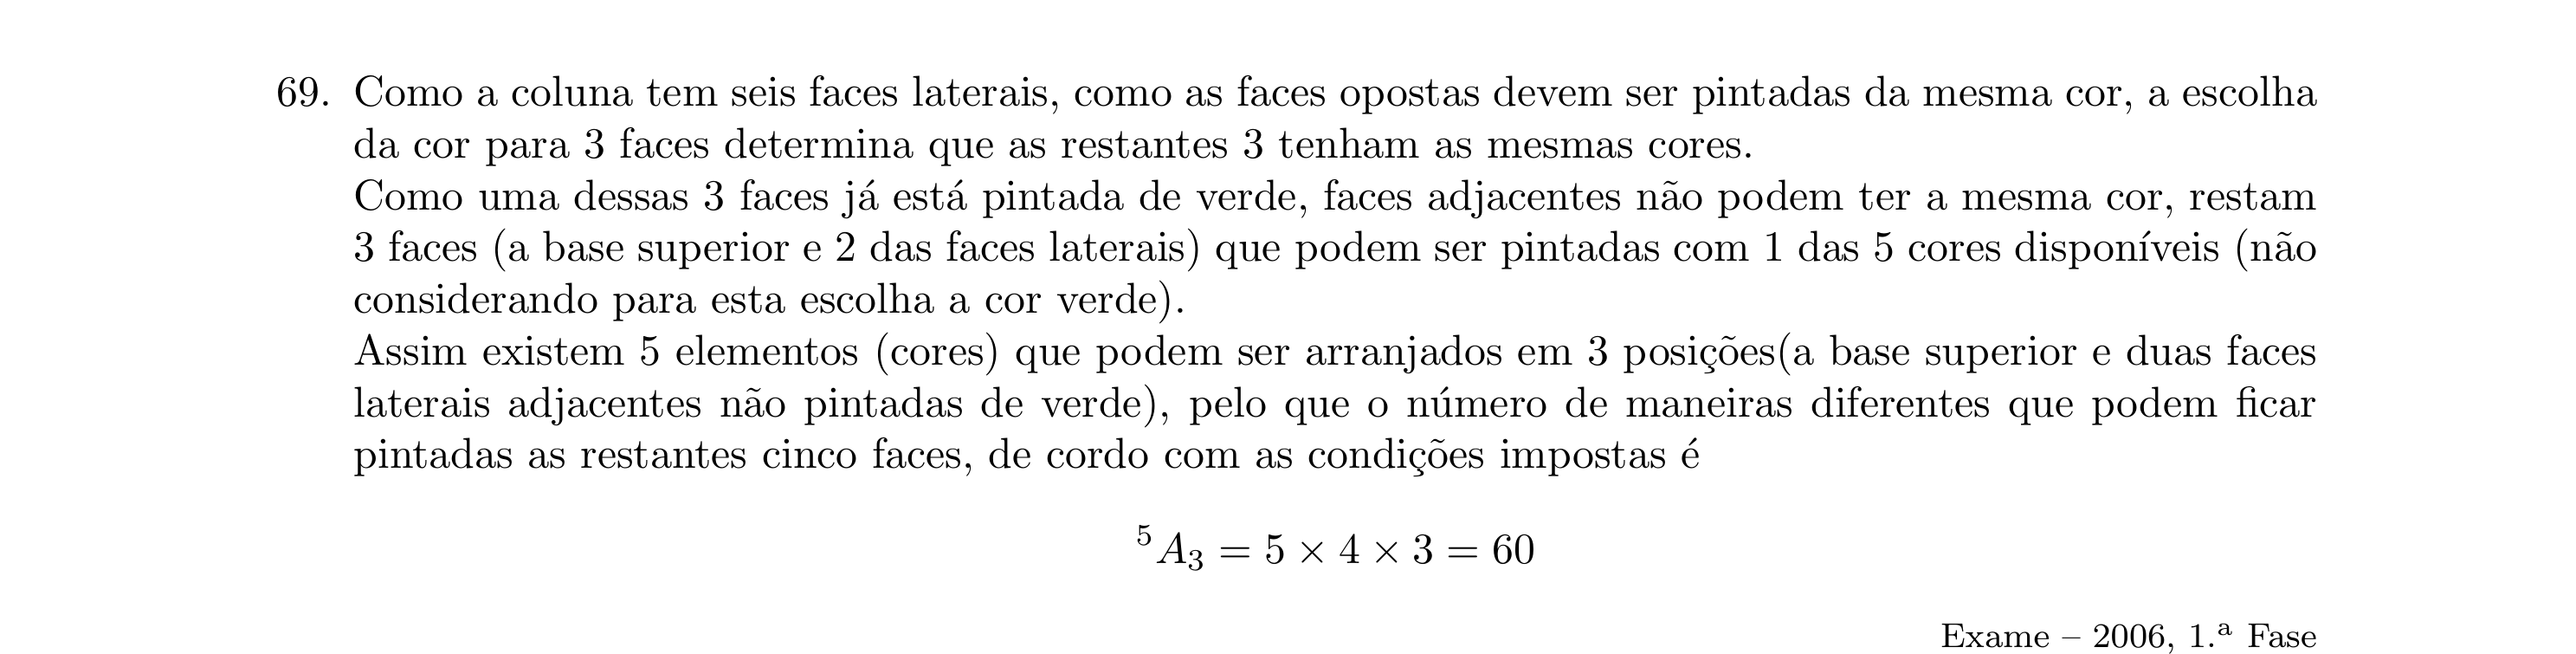 69. Como a coluna tem seis faces laterais, como as faces opostas devem ser pintadas da mesma cor, a escolha
da cor para 3 faces determina que as restantes 3 tenham as mesmas cores.
Como uma dessas 3 faces já está pintada de verde, faces adjacentes não podem ter a mesma cor, restam
3 faces (a base superior e 2 das faces laterais) que podem ser pintadas com 1 das 5 cores disponíveis (não
considerando para esta escolha a cor verde).
Assim existem 5 elementos (cores) que podem ser arranjados em 3 posições(a base superior e duas faces
laterais adjacentes não pintadas de verde), pelo que o número de maneiras diferentes que podem ficar
pintadas as restantes cinco faces, de cordo com as condições impostas é
⁵A₃ = 5 × 4 × 3 = 60
Exame – 2006, 1.ª Fase